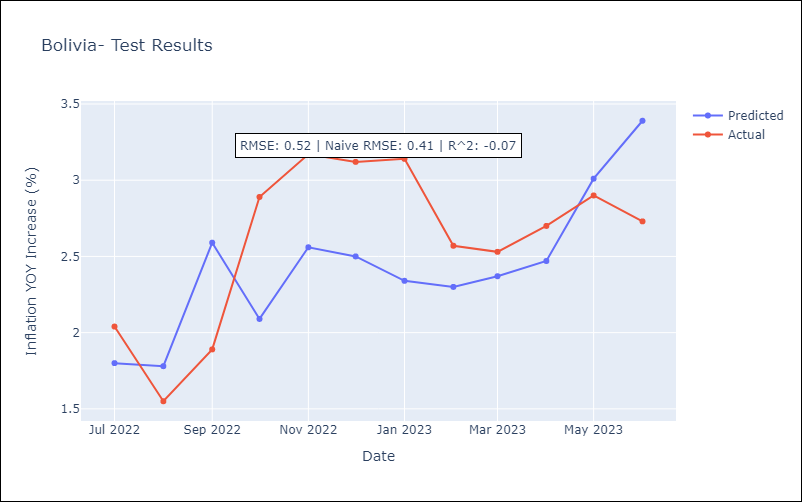 Bolivia- Test Results
3.5
3
2.5
2
1.5
Inflation YOY Increase (%)
RMSE: 0.52 | Naive RMSE: 0.41 | R^2: -0.07
Predicted
Actual
Jul 2022
Sep 2022
Nov 2022
Jan 2023
Mar 2023
May 2023
Date